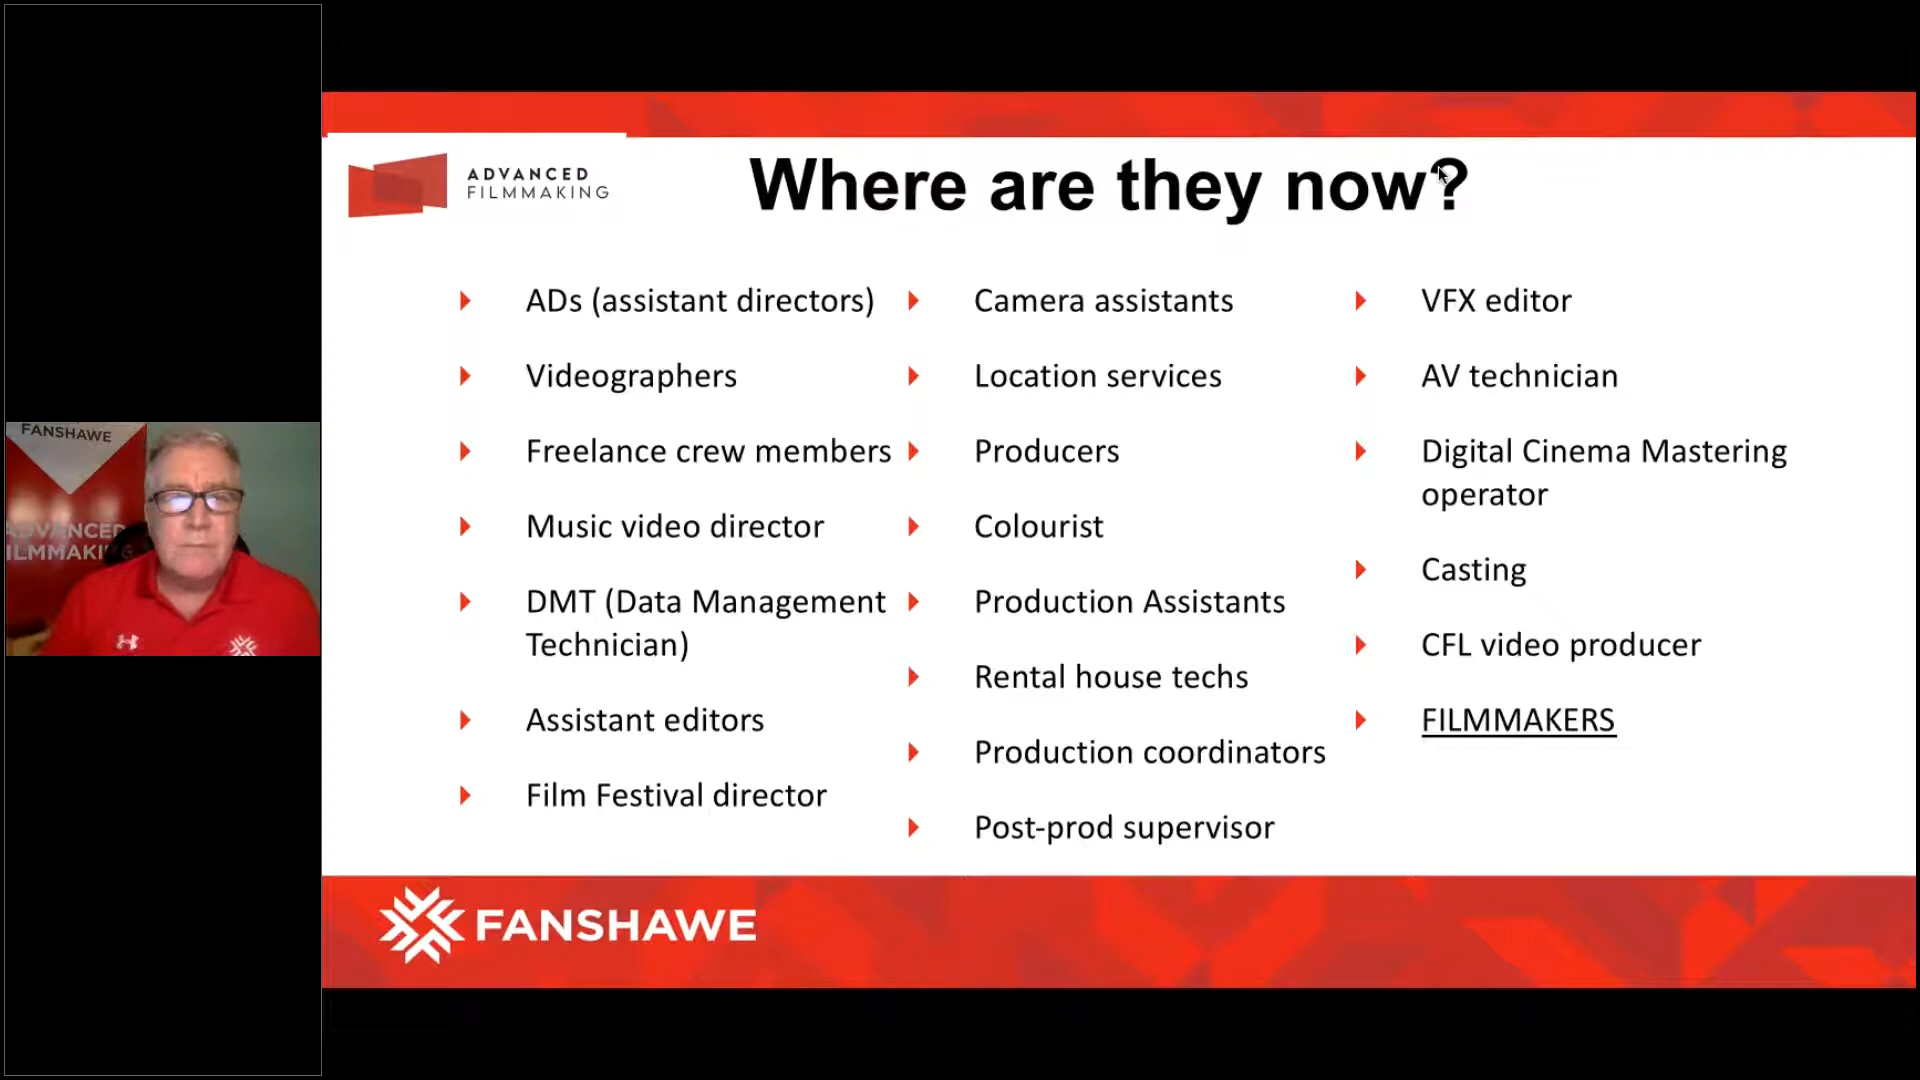 FANSHAWE
ADVANCED
ILMMAKI
ADVANCED
FILMMAKING
Where are they now?
ADs (assistant directors)
Videographers
Freelance crew members
Music video director
DMT (Data Management
Technician)
Assistant editors
Film Festival director
Camera assistants
Location services
Producers
Colourist
Production Assistants
Rental house techs
Production coordinators
Post-prod supervisor
VFX editor
AV technician
Digital Cinema Mastering
operator
Casting
CFL video producer
FILMMAKERS
FANSHAWE